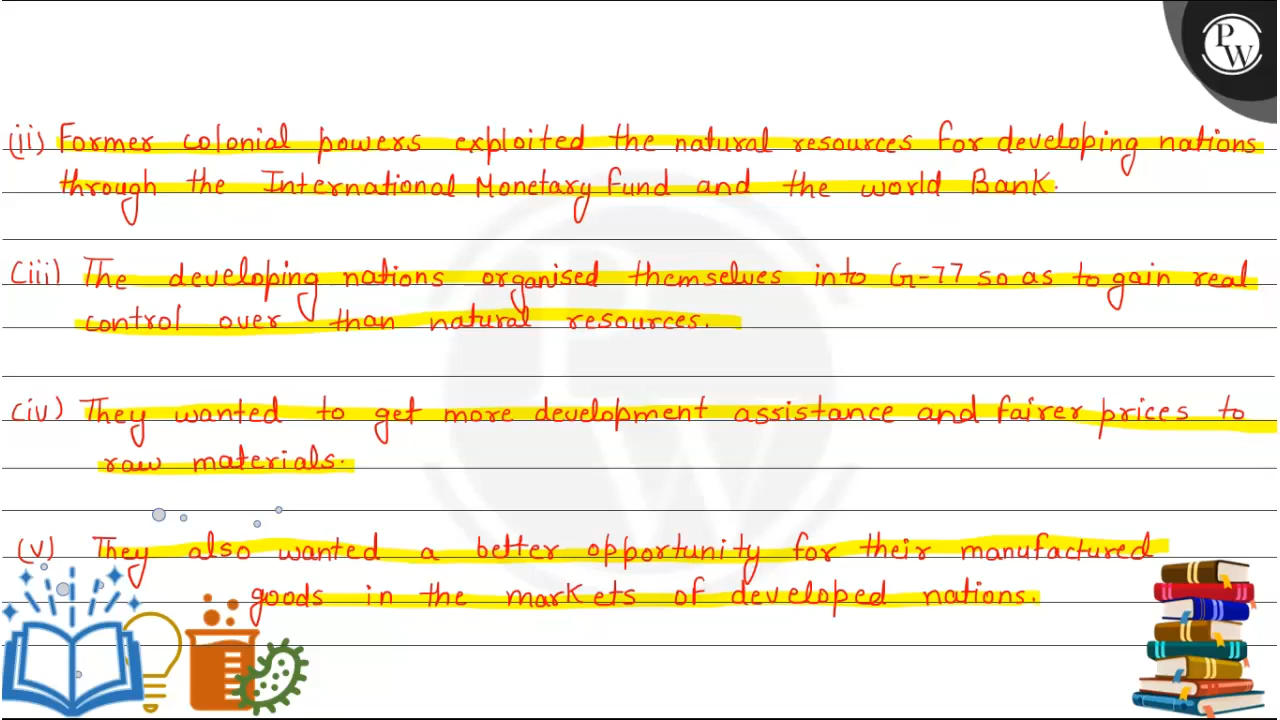 PW
(ii) Former colonial powers exploited the natural resources for developing nations
through the International Monetary Fund and the world Bank.
(iii) The developing nations organised themselves into G-77 so as to gain real
control over than natural resources.
(iv) They wanted to get more development assistance and fairer prices to
raw materials.
(v) They also wanted a better opportunity for their manufactured
goods in the markets of developed nations.